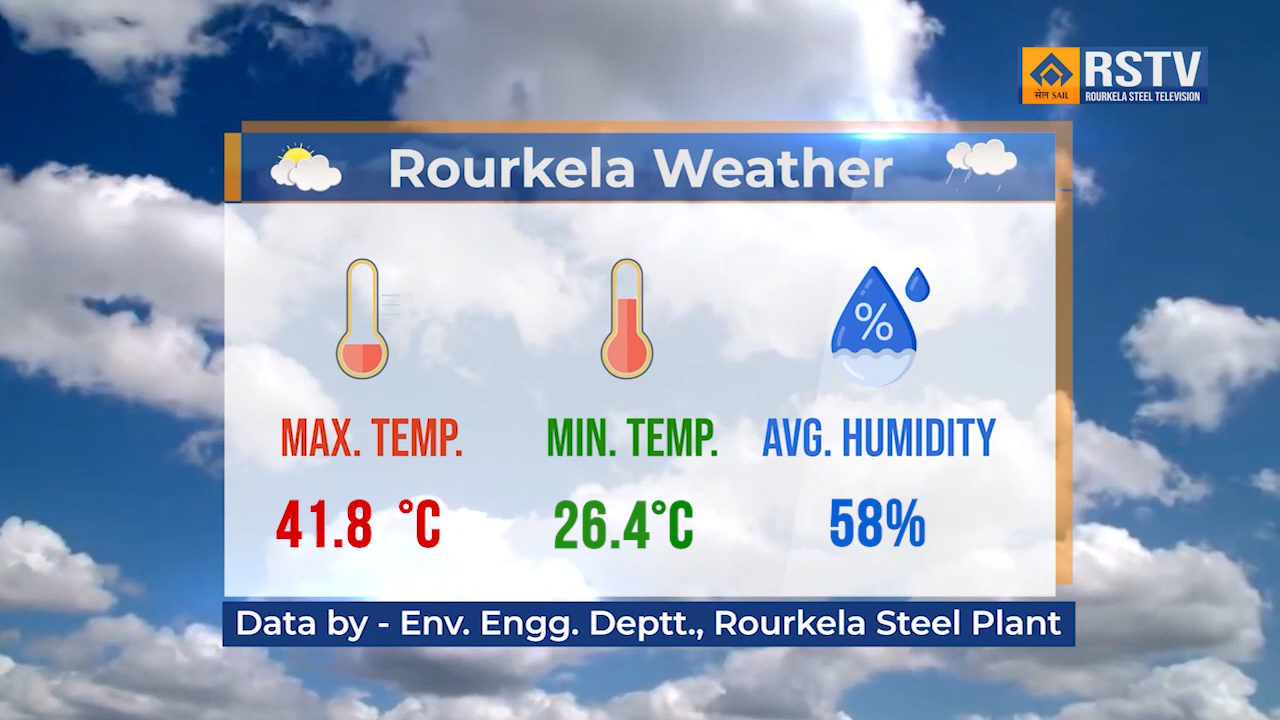 सेल SAIL
RSTV
ROURKELA STEEL TELEVISION
Rourkela Weather
%
MAX. TEMP.
MIN. TEMP.
AVG. HUMIDITY
41.8 °C
26.4°C
58%
Data by - Env. Engg. Deptt., Rourkela Steel Plant